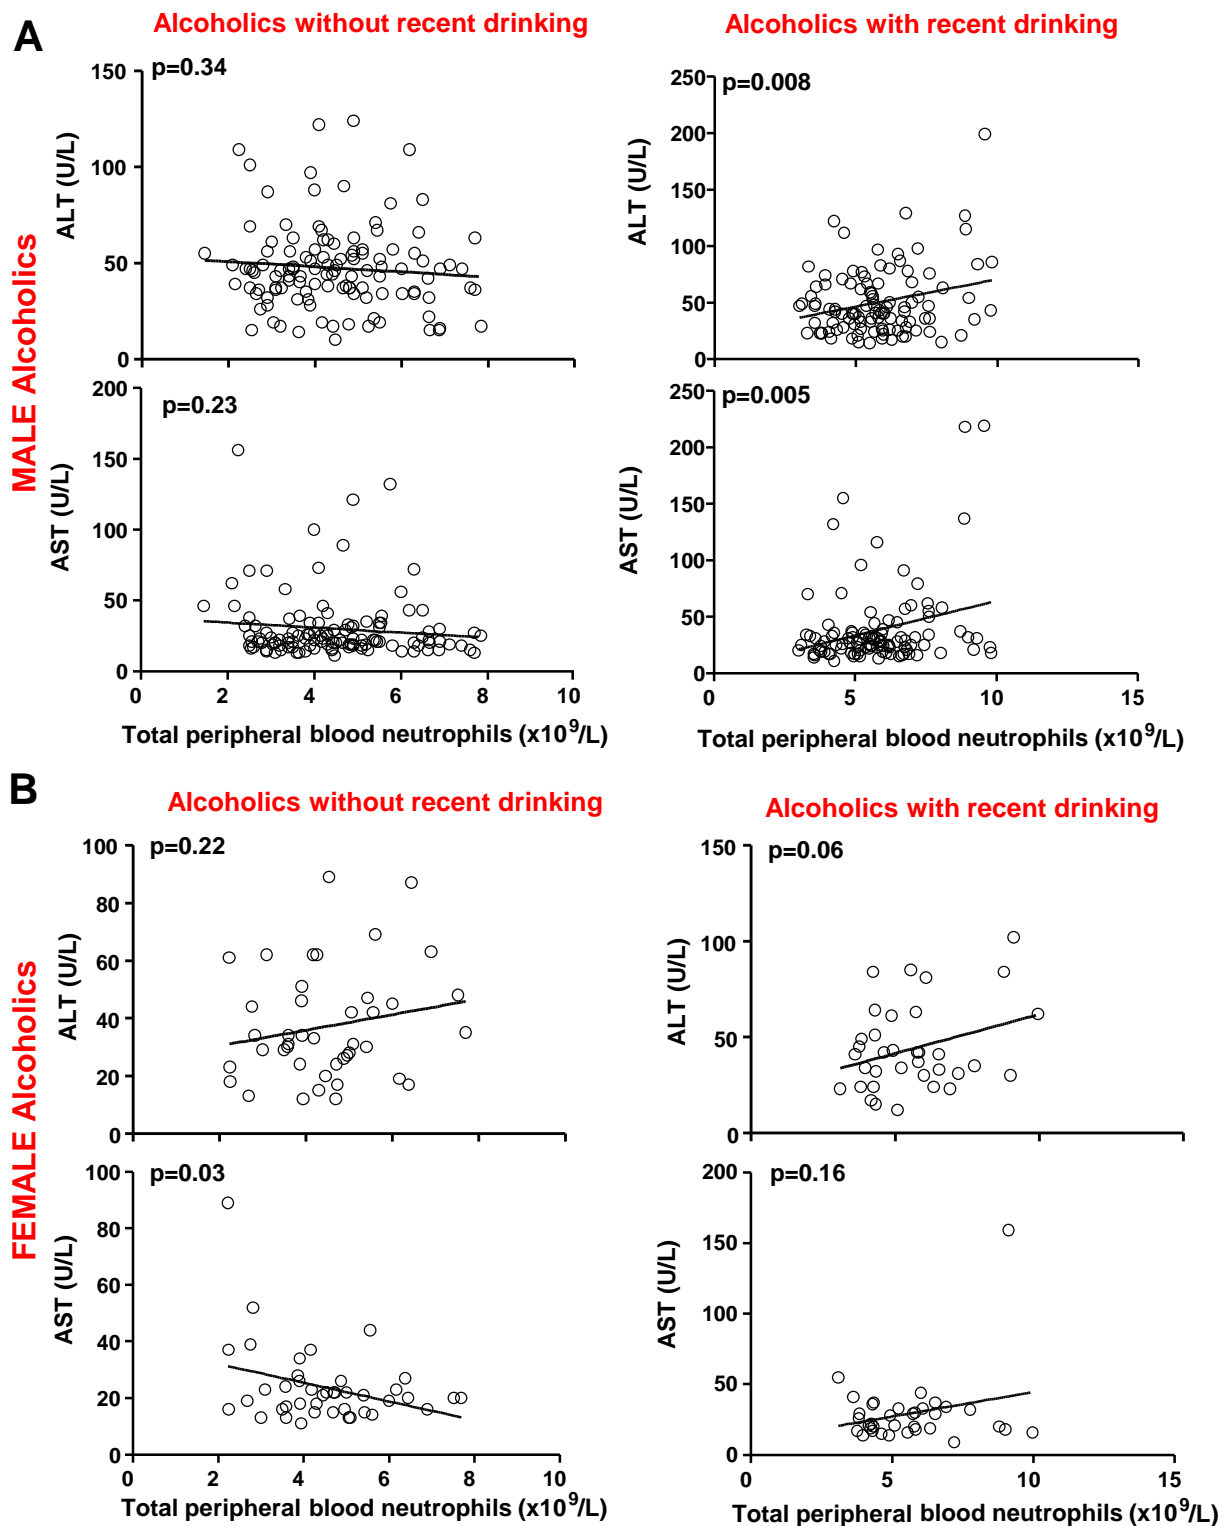 A
Alcoholics without recent drinking
Alcoholics with recent drinking
MALE Alcoholics
p=0.34
ALT (U/L)
150
100
50
0
p=0.008
ALT (U/L)
250
200
150
100
50
0
p=0.23
AST (U/L)
200
150
100
50
0
0 2 4 6 8 10
Total peripheral blood neutrophils (x10⁹/L)
p=0.005
AST (U/L)
250
200
150
100
50
0
0 5 10 15
Total peripheral blood neutrophils (x10⁹/L)
B
Alcoholics without recent drinking
Alcoholics with recent drinking
FEMALE Alcoholics
p=0.22
ALT (U/L)
100
80
60
40
20
0
p=0.06
ALT (U/L)
150
100
50
0
p=0.03
AST (U/L)
100
80
60
40
20
0
0 2 4 6 8 10
Total peripheral blood neutrophils (x10⁹/L)
p=0.16
AST (U/L)
200
150
100
50
0
0 5 10 15
Total peripheral blood neutrophils (x10⁹/L)